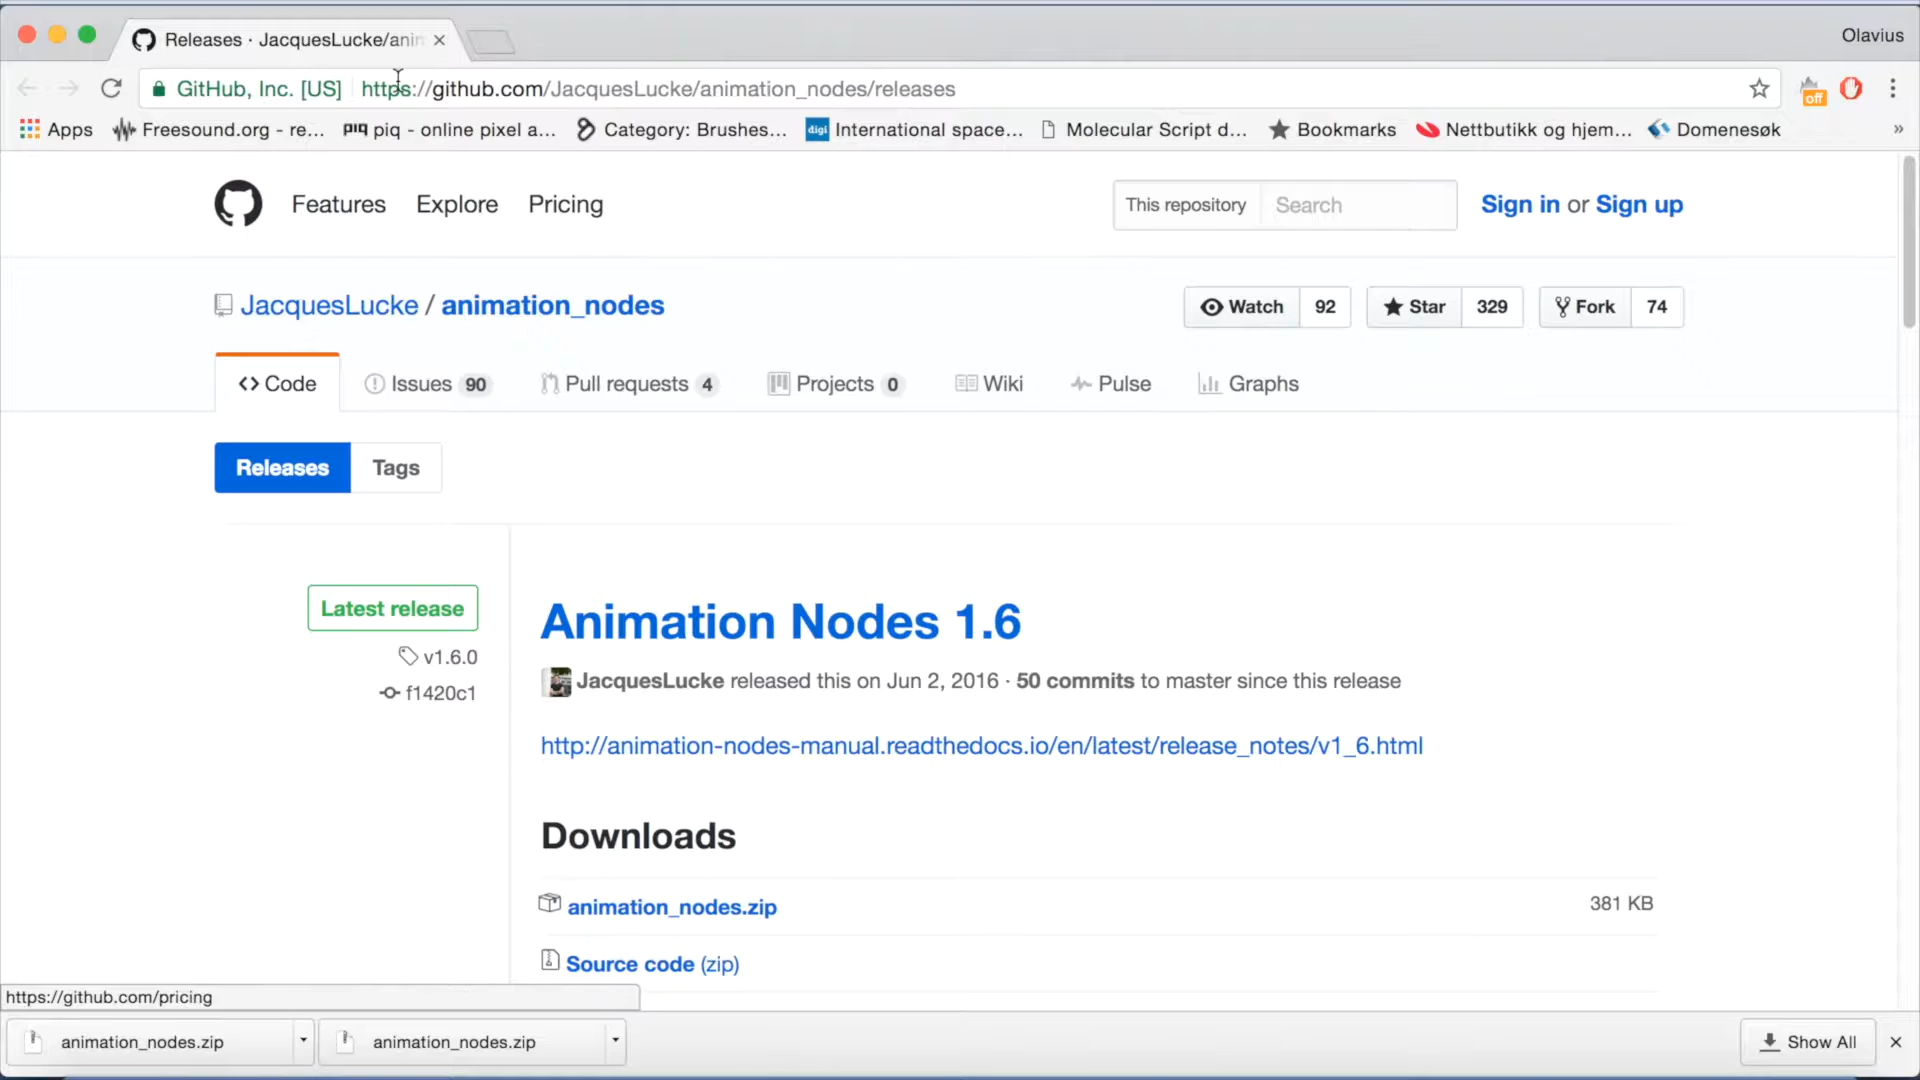 Releases · JacquesLucke/anin
Olavius
GitHub, Inc. [US] https://github.com/JacquesLucke/animation_nodes/releases
off
Apps Freesound.org - re... piq piq - online pixel a... Category: Brushes... digi International space... Molecular Script d... Bookmarks Nettbutikk og hjem... Domenesøk »
Features Explore Pricing This repository Search Sign in or Sign up
JacquesLucke / animation_nodes Watch 92 Star 329 Fork 74
Code Issues 90 Pull requests 4 Projects 0 Wiki Pulse Graphs
Releases Tags
Latest release
v1.6.0
f1420c1
Animation Nodes 1.6
JacquesLucke released this on Jun 2, 2016 · 50 commits to master since this release
http://animation-nodes-manual.readthedocs.io/en/latest/release_notes/v1_6.html
Downloads
animation_nodes.zip 381 KB
Source code (zip)
https://github.com/pricing
animation_nodes.zip animation_nodes.zip Show All